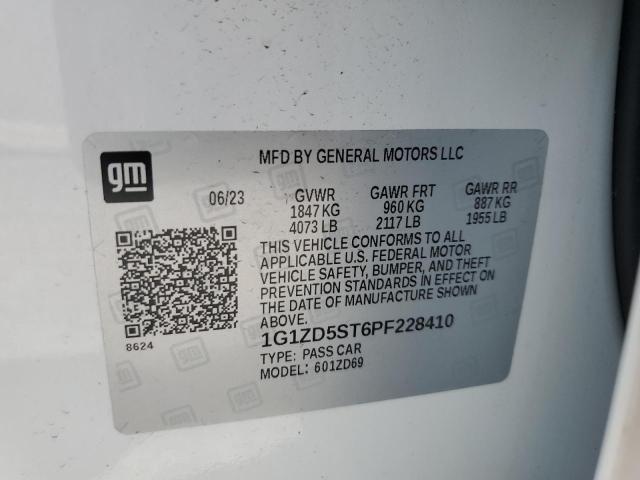 gm
MFD BY GENERAL MOTORS LLC
06/23 GVWR GAWR FRT GAWR RR
1847 KG 960 KG 887 KG
4073 LB 2117 LB 1955 LB
THIS VEHICLE CONFORMS TO ALL
APPLICABLE U.S. FEDERAL MOTOR
VEHICLE SAFETY, BUMPER, AND THEFT
PREVENTION STANDARDS IN EFFECT ON
THE DATE OF MANUFACTURE SHOWN
ABOVE.
8624
1G1ZD5ST6PF228410
TYPE: PASS CAR
MODEL: 601ZD69